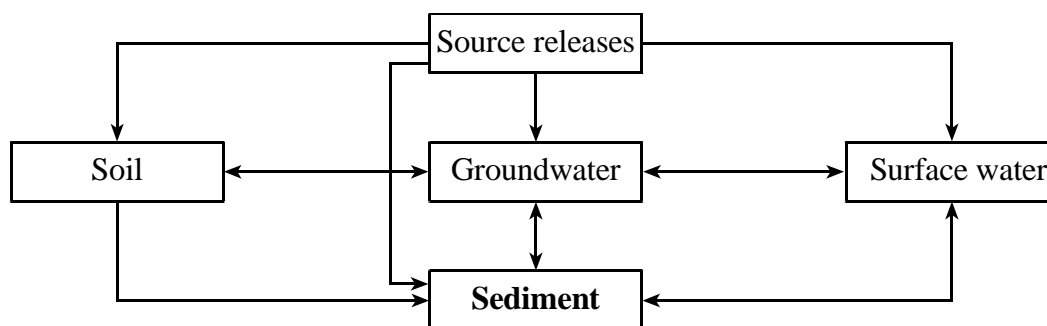 Source releases
Soil
Groundwater
Surface water
Sediment